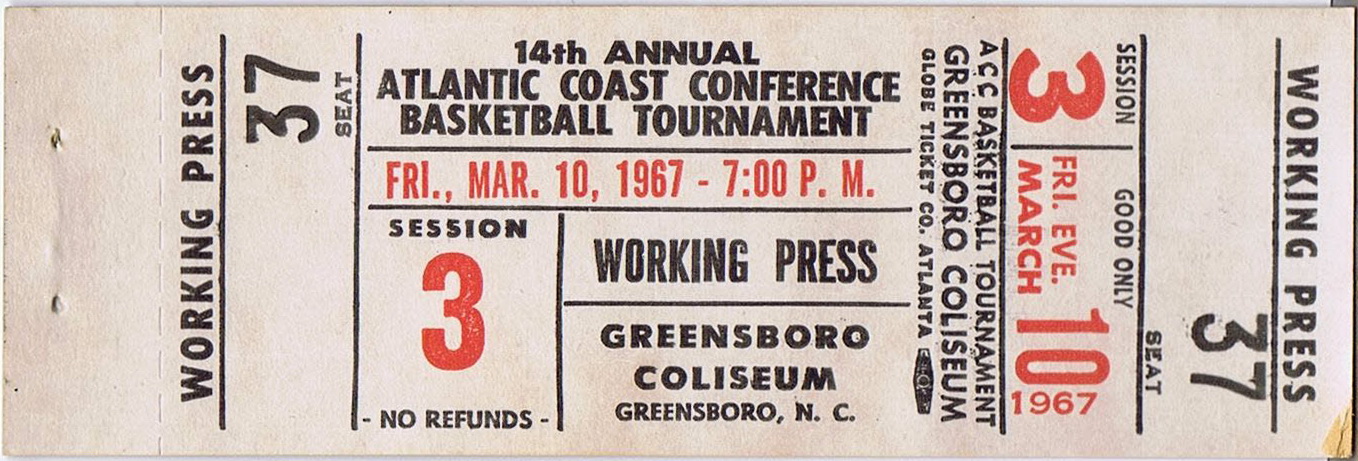 WORKING PRESS
37
SEAT
14th ANNUAL
ATLANTIC COAST CONFERENCE
BASKETBALL TOURNAMENT
FRI., MAR. 10, 1967 - 7:00 P. M.
SESSION
3
- NO REFUNDS -
WORKING PRESS
GREENSBORO
COLISEUM
GREENSBORO, N. C.
SESSION
3
GOOD ONLY
FRI. EVE.
MARCH
10
1967
ACC BASKETBALL TOURNAMENT
GREENSBORO COLISEUM
GLOBE TICKET CO. ATLANTA
WORKING PRESS
37
SEAT